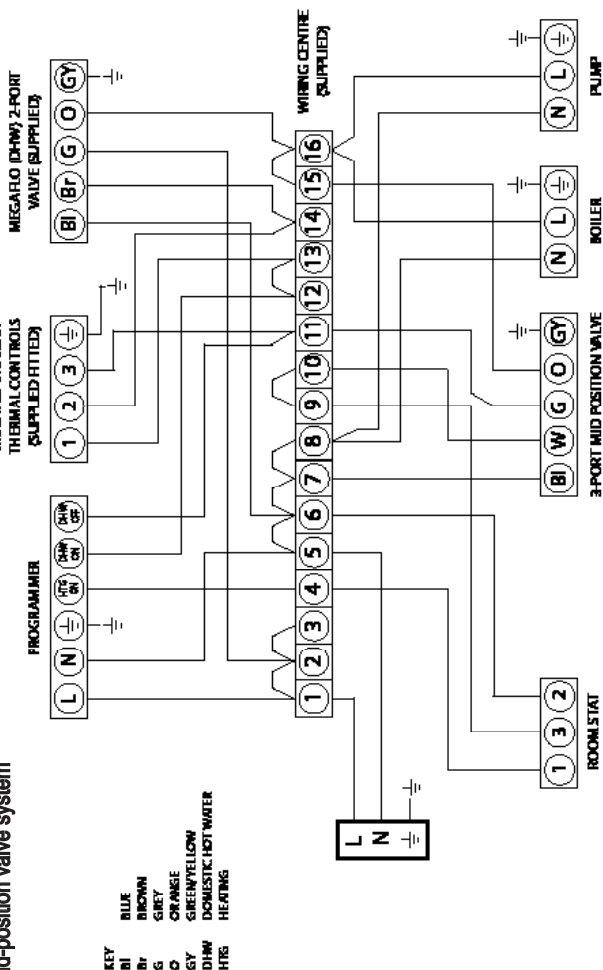 id-position valve system
KEY
Bl BLUE
Br BROWN
G GREY
O ORANGE
GY GREEN/YELLOW
DHW DOMESTIC HOT WATER
HTG HEATING
PROGRAMMER
L N HTG ON DHW ON DHW OFF
THERMAL CONTROLS
(SUPPLIED FITTED)
1 2 3
MEGAFLO (DHW) 2-PORT
VALVE (SUPPLIED)
Bl Br G O GY
WIRING CENTRE
(SUPPLIED)
1 2 3 4 5 6 7 8 9 10 11 12 13 14 15 16
L
N
1 3 2
ROOM STAT
Bl W G O GY
3-PORT MID POSITION VALVE
N L
BOILER
N L
PUMP